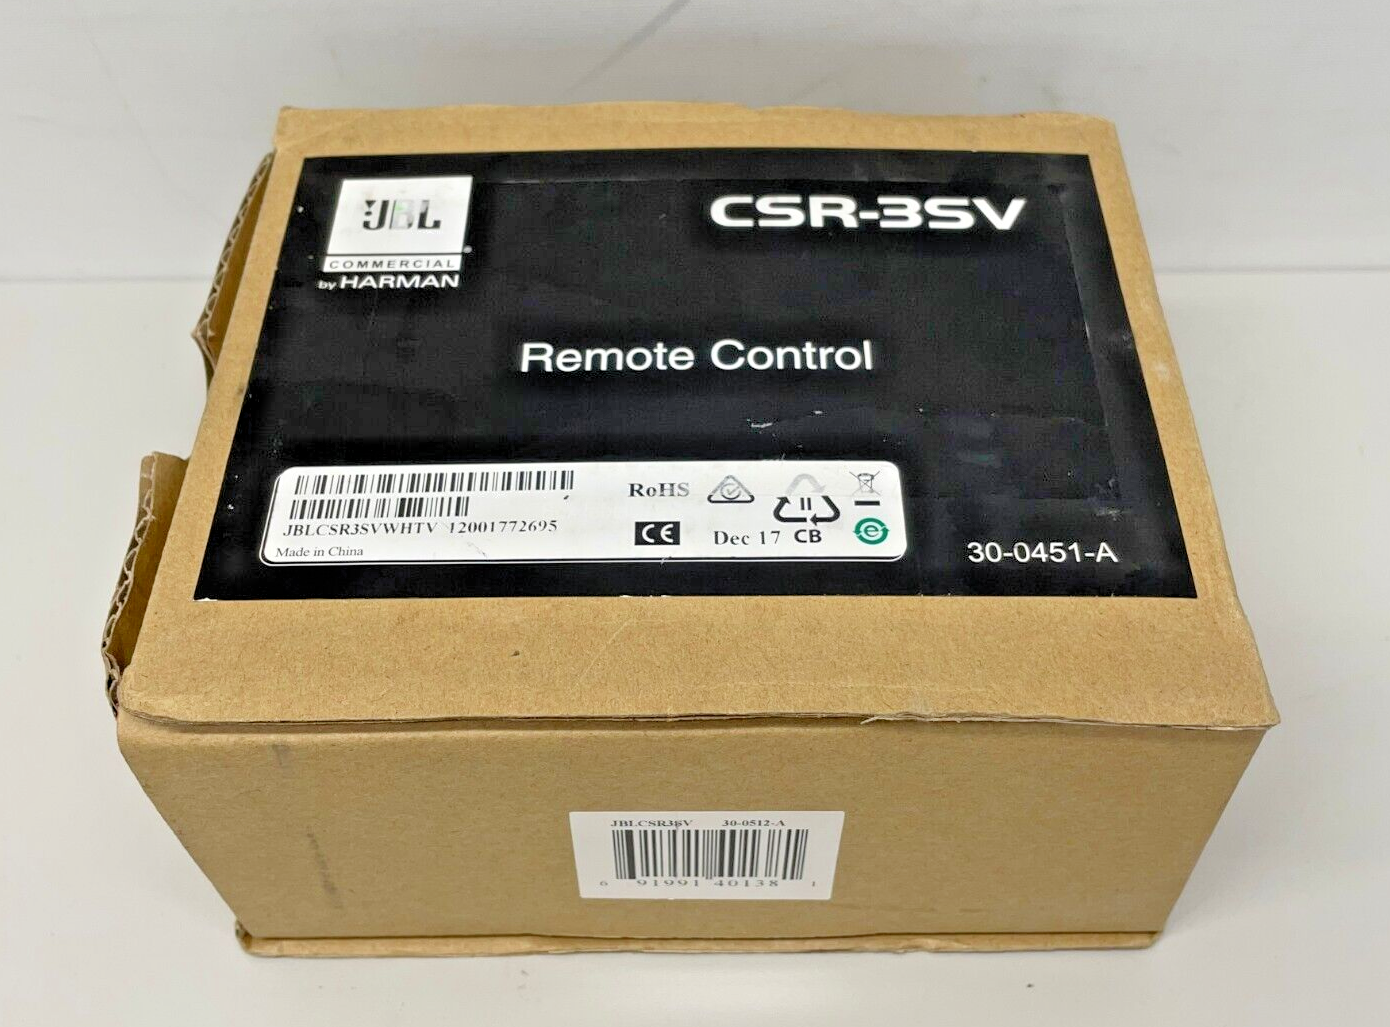 JBL
COMMERCIAL
by HARMAN
CSR-3SV
Remote Control
JBLCSR3SVWHTV 12001772695
Made in China
RoHS
CE
Dec 17 CB
30-0451-A
JBLCSR3SV 30-0512-A
6 91991 40138 1